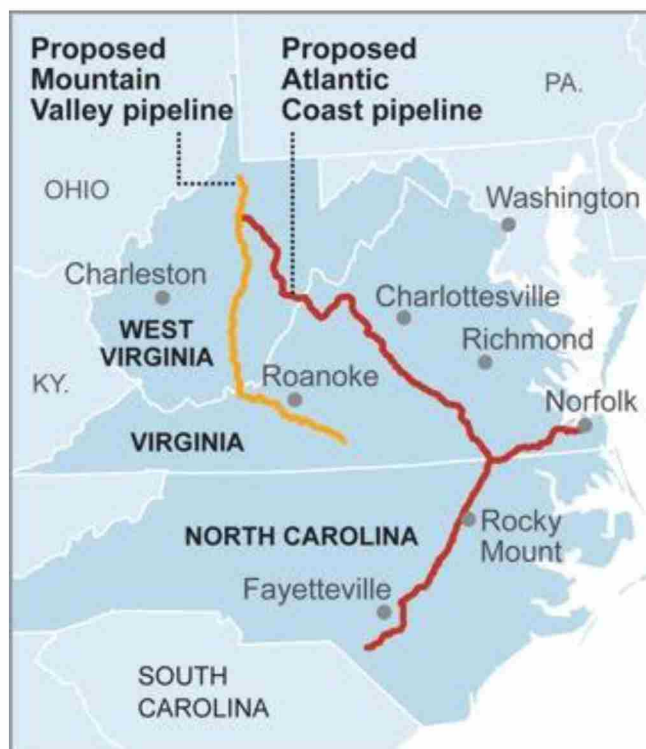 Proposed
Mountain
Valley pipeline
Proposed
Atlantic
Coast pipeline
PA.
OHIO
Washington
Charleston
Charlottesville
WEST
VIRGINIA
Richmond
KY.
Roanoke
Norfolk
VIRGINIA
NORTH CAROLINA
Rocky
Mount
Fayetteville
SOUTH
CAROLINA